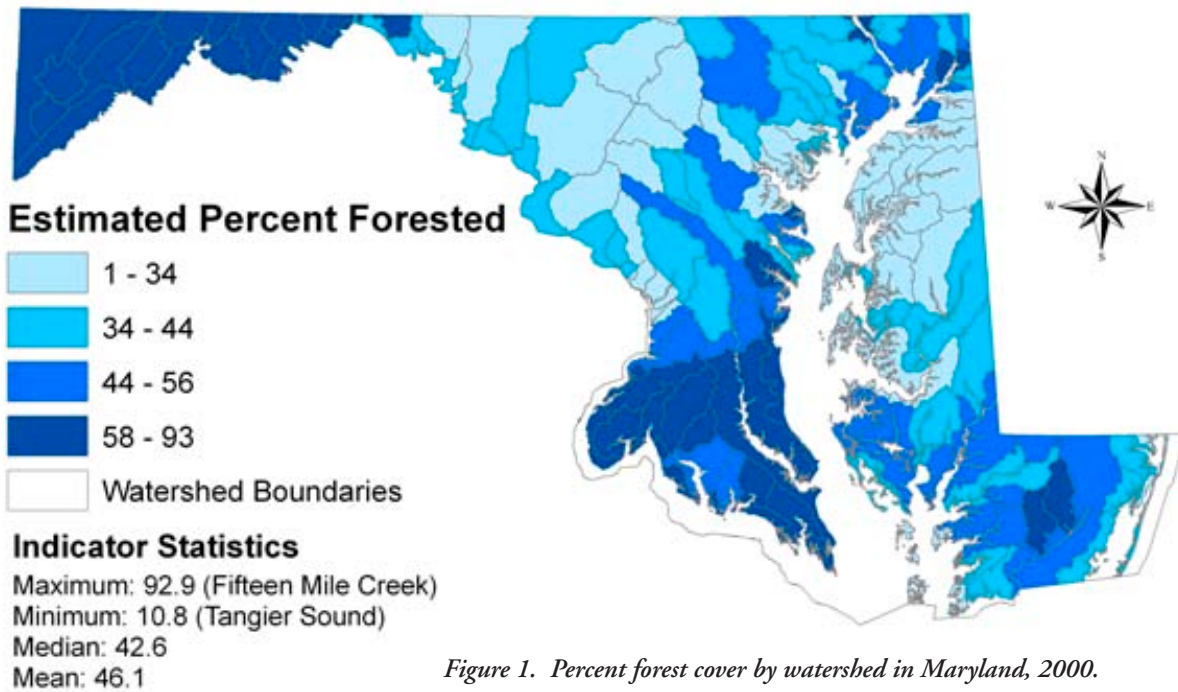 Estimated Percent Forested
1 - 34
34 - 44
44 - 56
58 - 93
Watershed Boundaries
Indicator Statistics
Maximum: 92.9 (Fifteen Mile Creek)
Minimum: 10.8 (Tangier Sound)
Median: 42.6
Mean: 46.1
N
W E
S
Figure 1. Percent forest cover by watershed in Maryland, 2000.